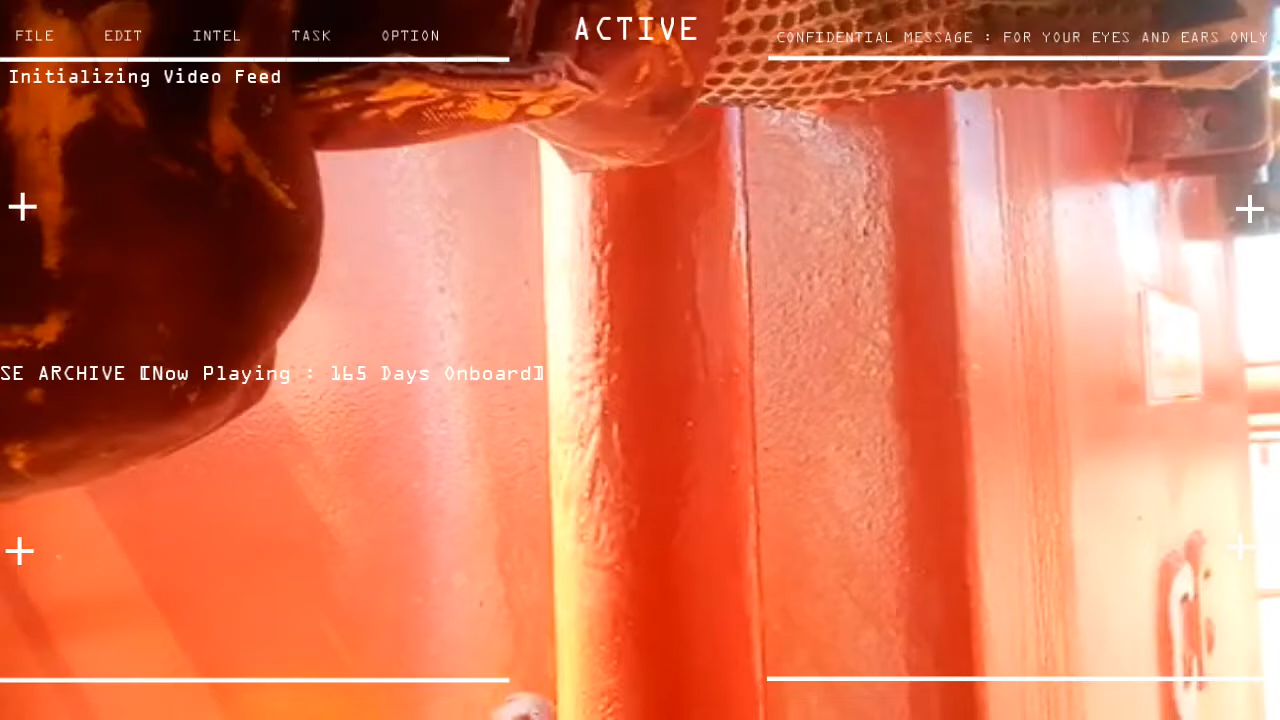 FILE EDIT INTEL TASK OPTION
ACTIVE
CONFIDENTIAL MESSAGE : FOR YOUR EYES AND EARS ONLY
Initializing Video Feed
SE ARCHIVE [Now Playing : 165 Days Onboard]